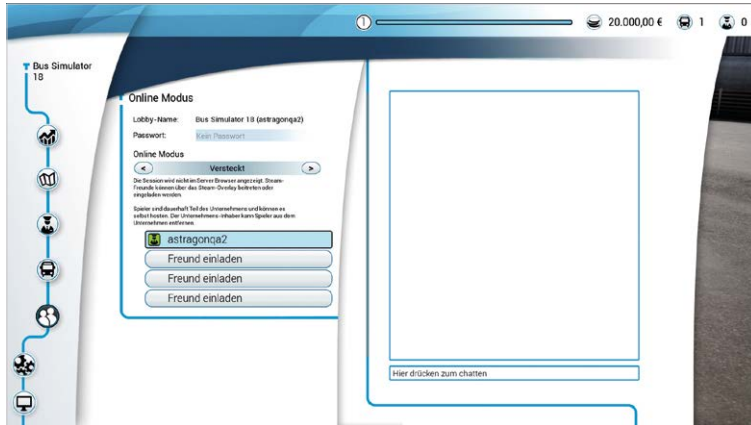 1
20.000,00 €
1
0
Bus Simulator
18
Online Modus
Lobby-Name: Bus Simulator 18 (astragonqa2)
Passwort: Kein Passwort
Online Modus
< Versteckt >
Die Session wird nicht im Server Browser angezeigt. Steam-
Freunde können über das Steam-Overlay beitreten oder
eingeladen werden.
Spieler sind dauerhaft Teil des Unternehmens und können es
selbst hosten. Der Unternehmens-Inhaber kann Spieler aus dem
Unternehmen entfernen.
astragonqa2
Freund einladen
Freund einladen
Freund einladen
Hier drücken zum chatten